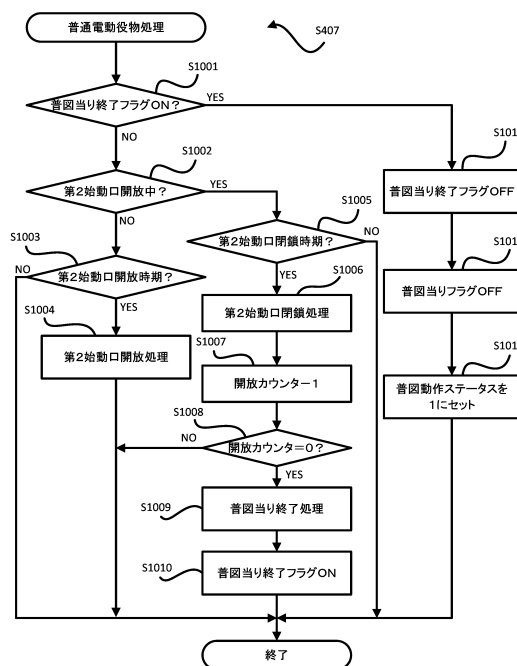 普通電動役物処理
S407
S1001
普図当り終了フラグON?
YES
NO
S1002
第2始動口開放中?
YES
NO
S101
普図当り終了フラグOFF
S1003
NO
第2始動口開放時期?
YES
S1005
第2始動口閉鎖時期?
NO
YES
S101
普図当りフラグOFF
S1004
第2始動口開放処理
S1006
第2始動口閉鎖処理
S1007
開放カウンター1
S101
普図動作ステータスを
1にセット
S1008
開放カウンタ=0?
NO
YES
S1009
普図当り終了処理
S1010
普図当り終了フラグON
終了